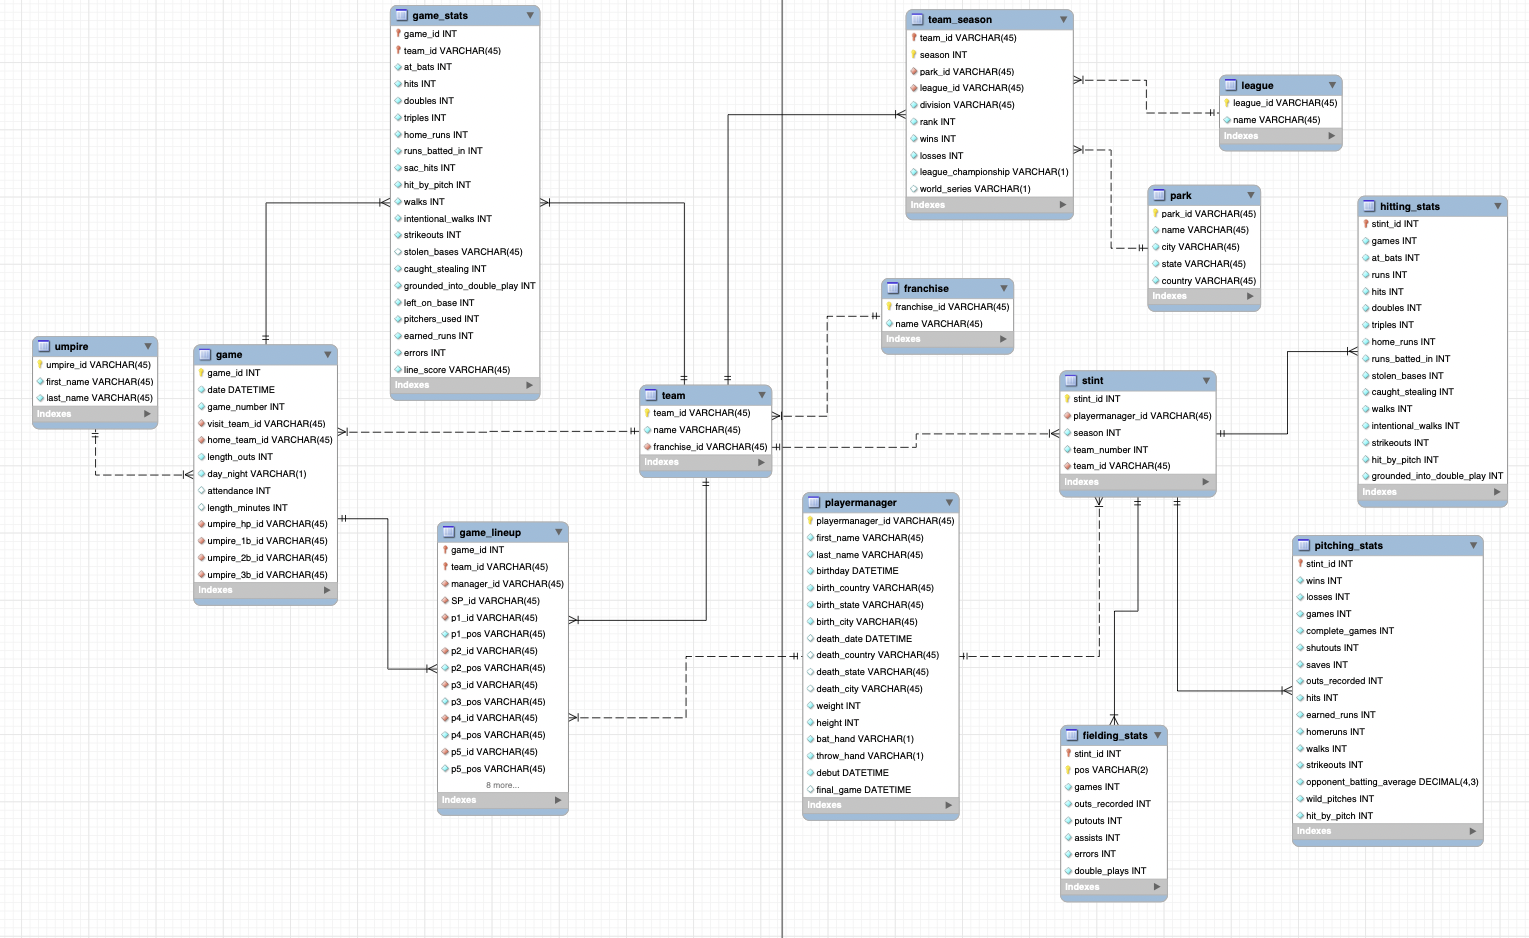 game_stats
game_id INT
team_id VARCHAR(45)
at_bats INT
hits INT
doubles INT
triples INT
home_runs INT
runs_batted_in INT
sac_hits INT
hit_by_pitch INT
walks INT
intentional_walks INT
strikeouts INT
stolen_bases VARCHAR(45)
caught_stealing INT
grounded_into_double_play INT
left_on_base INT
pitchers_used INT
earned_runs INT
errors INT
line_score VARCHAR(45)
Indexes
team_season
team_id VARCHAR(45)
season INT
park_id VARCHAR(45)
league_id VARCHAR(45)
division VARCHAR(45)
rank INT
wins INT
losses INT
league_championship VARCHAR(1)
world_series VARCHAR(1)
Indexes
league
league_id VARCHAR(45)
name VARCHAR(45)
Indexes
park
park_id VARCHAR(45)
name VARCHAR(45)
city VARCHAR(45)
state VARCHAR(45)
country VARCHAR(45)
Indexes
hitting_stats
stint_id INT
games INT
at_bats INT
runs INT
hits INT
doubles INT
triples INT
home_runs INT
runs_batted_in INT
stolen_bases INT
caught_stealing INT
walks INT
intentional_walks INT
strikeouts INT
hit_by_pitch INT
grounded_into_double_play INT
Indexes
franchise
franchise_id VARCHAR(45)
name VARCHAR(45)
Indexes
umpire
umpire_id VARCHAR(45)
first_name VARCHAR(45)
last_name VARCHAR(45)
Indexes
game
game_id INT
date DATETIME
game_number INT
visit_team_id VARCHAR(45)
home_team_id VARCHAR(45)
length_outs INT
day_night VARCHAR(1)
attendance INT
length_minutes INT
umpire_hp_id VARCHAR(45)
umpire_1b_id VARCHAR(45)
umpire_2b_id VARCHAR(45)
umpire_3b_id VARCHAR(45)
Indexes
team
team_id VARCHAR(45)
name VARCHAR(45)
franchise_id VARCHAR(45)
Indexes
stint
stint_id INT
playermanager_id VARCHAR(45)
season INT
team_number INT
team_id VARCHAR(45)
Indexes
game_lineup
game_id INT
team_id VARCHAR(45)
manager_id VARCHAR(45)
SP_id VARCHAR(45)
p1_id VARCHAR(45)
p1_pos VARCHAR(45)
p2_id VARCHAR(45)
p2_pos VARCHAR(45)
p3_id VARCHAR(45)
p3_pos VARCHAR(45)
p4_id VARCHAR(45)
p4_pos VARCHAR(45)
p5_id VARCHAR(45)
p5_pos VARCHAR(45)
8 more...
Indexes
playermanager
playermanager_id VARCHAR(45)
first_name VARCHAR(45)
last_name VARCHAR(45)
birthday DATETIME
birth_country VARCHAR(45)
birth_state VARCHAR(45)
birth_city VARCHAR(45)
death_date DATETIME
death_country VARCHAR(45)
death_state VARCHAR(45)
death_city VARCHAR(45)
weight INT
height INT
bat_hand VARCHAR(1)
throw_hand VARCHAR(1)
debut DATETIME
final_game DATETIME
Indexes
pitching_stats
stint_id INT
wins INT
losses INT
games INT
complete_games INT
shutouts INT
saves INT
outs_recorded INT
hits INT
earned_runs INT
homeruns INT
walks INT
strikeouts INT
opponent_batting_average DECIMAL(4,3)
wild_pitches INT
hit_by_pitch INT
Indexes
fielding_stats
stint_id INT
pos VARCHAR(2)
games INT
outs_recorded INT
putouts INT
assists INT
errors INT
double_plays INT
Indexes